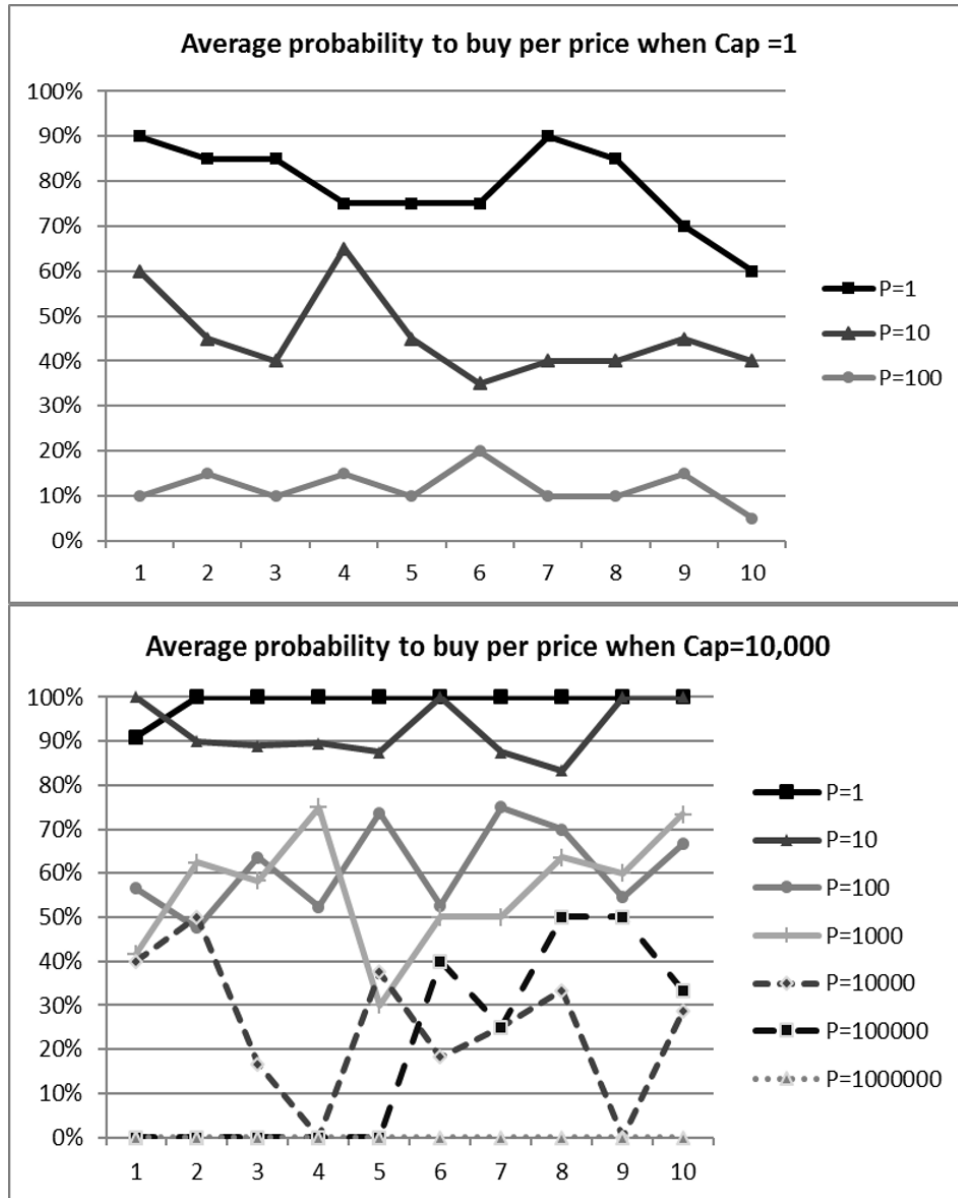 Average probability to buy per price when Cap =1
100%
90%
80%
70%
60%
50%
40%
30%
20%
10%
0%
1 2 3 4 5 6 7 8 9 10
P=1
P=10
P=100
Average probability to buy per price when Cap=10,000
100%
90%
80%
70%
60%
50%
40%
30%
20%
10%
0%
1 2 3 4 5 6 7 8 9 10
P=1
P=10
P=100
P=1000
P=10000
P=100000
P=1000000